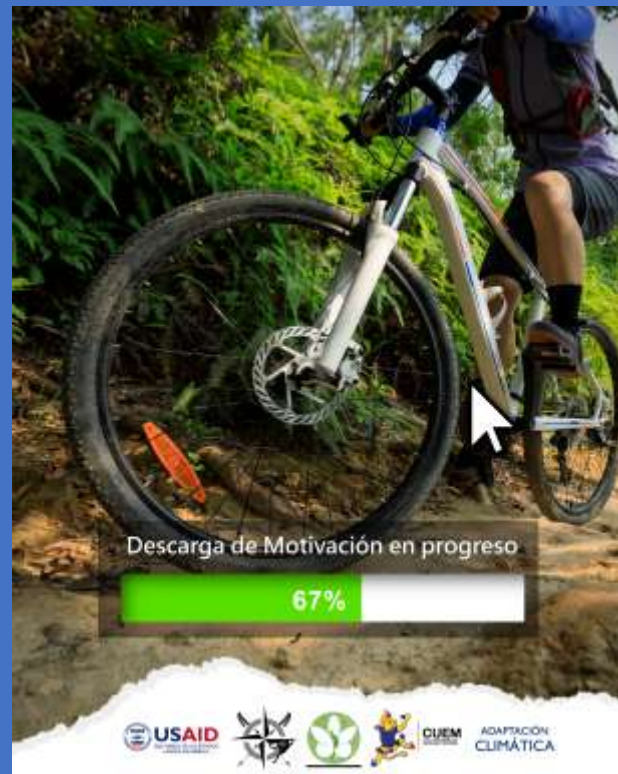 Descarga de Motivación en progreso
67%
USAID
CUEM
ADAPTACIÓN
CLIMÁTICA